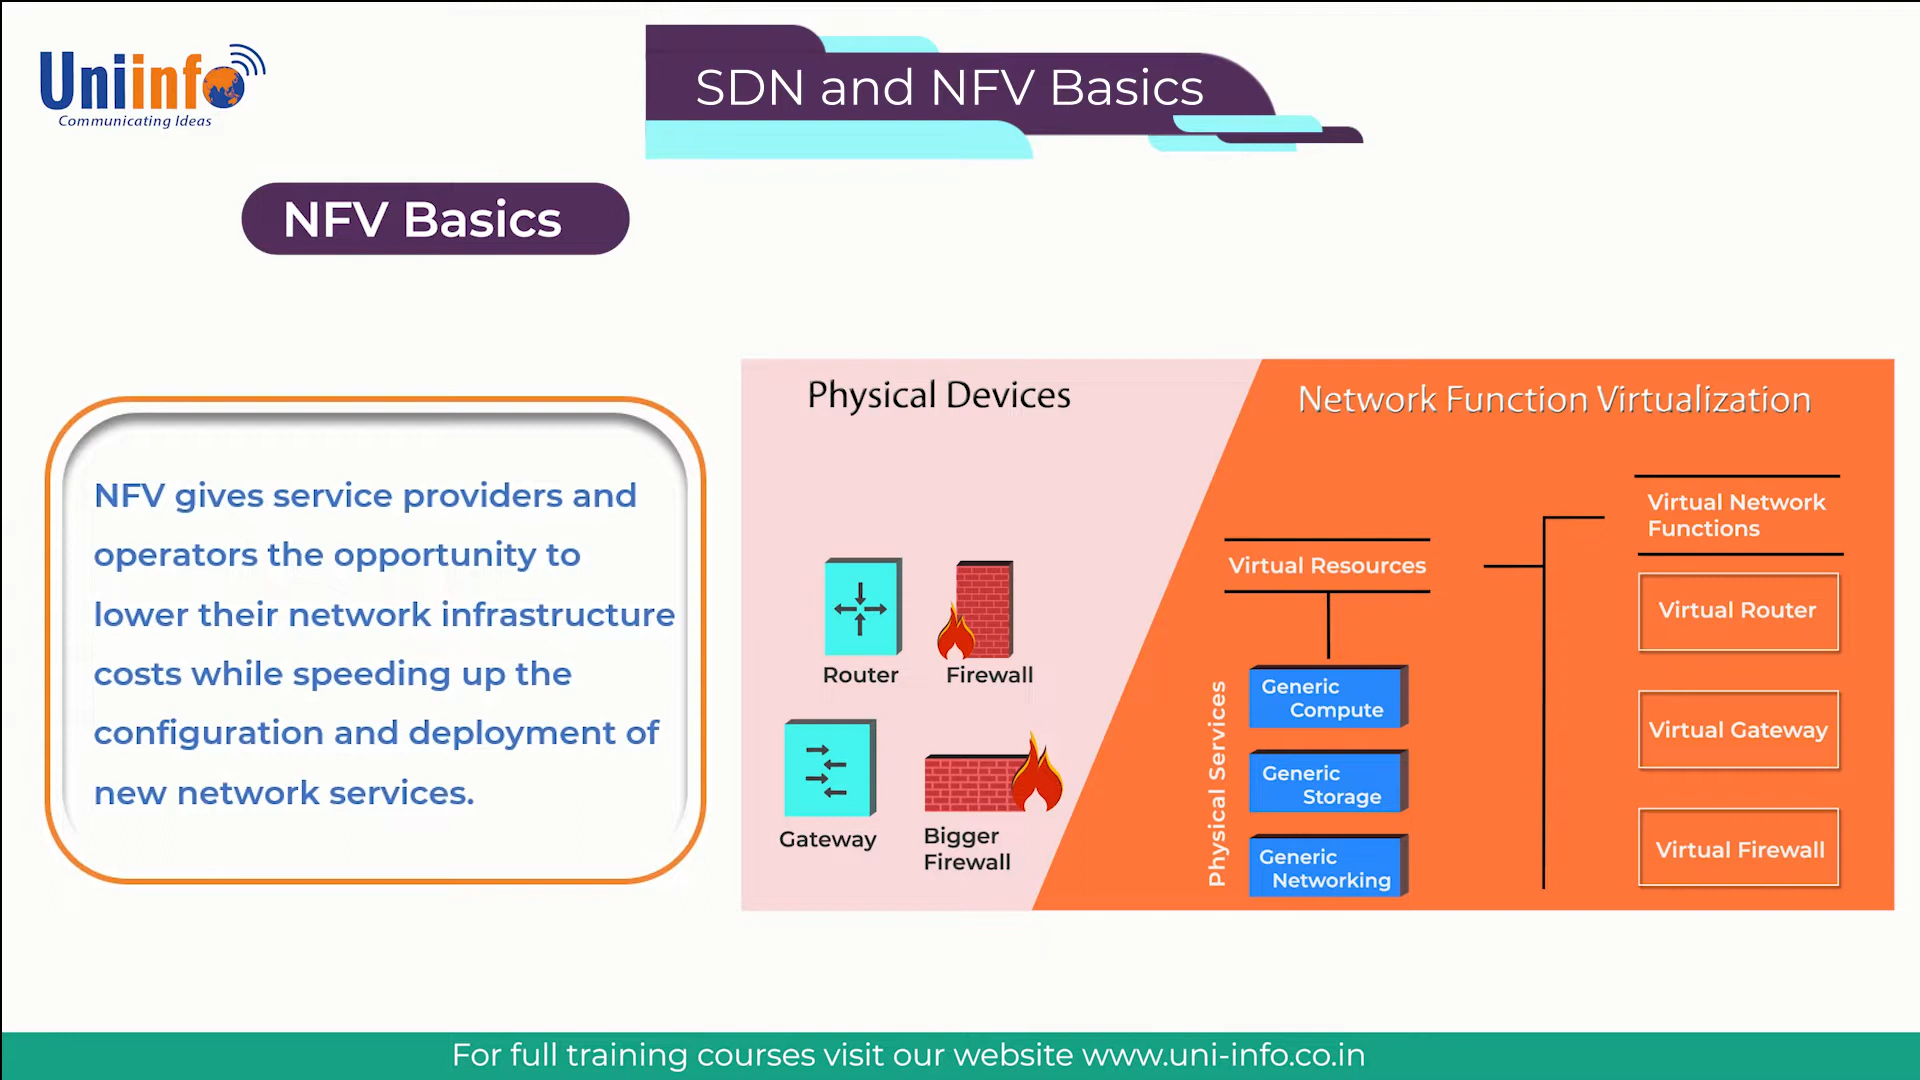 Uniinfo
Communicating Ideas
SDN and NFV Basics
NFV Basics
NFV gives service providers and
operators the opportunity to
lower their network infrastructure
costs while speeding up the
configuration and deployment of
new network services.
Physical Devices
Router
Firewall
Gateway
Bigger
Firewall
Network Function Virtualization
Virtual Resources
Physical Services
Generic
Compute
Generic
Storage
Generic
Networking
Virtual Network
Functions
Virtual Router
Virtual Gateway
Virtual Firewall
For full training courses visit our website www.uni-info.co.in